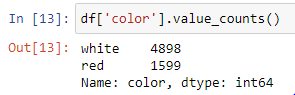 In [13]: df['color'].value_counts()
Out[13]: white    4898
red      1599
Name: color, dtype: int64